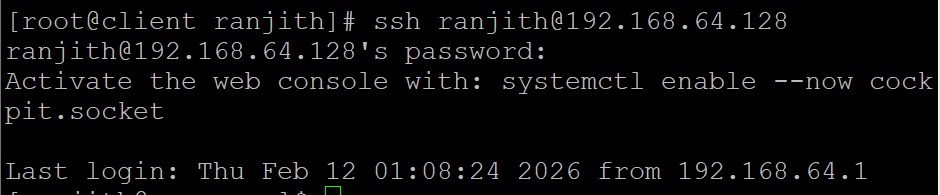 [root@client ranjith]# ssh ranjith@192.168.64.128
ranjith@192.168.64.128's password:
Activate the web console with: systemctl enable --now cock
pit.socket
Last login: Thu Feb 12 01:08:24 2026 from 192.168.64.1